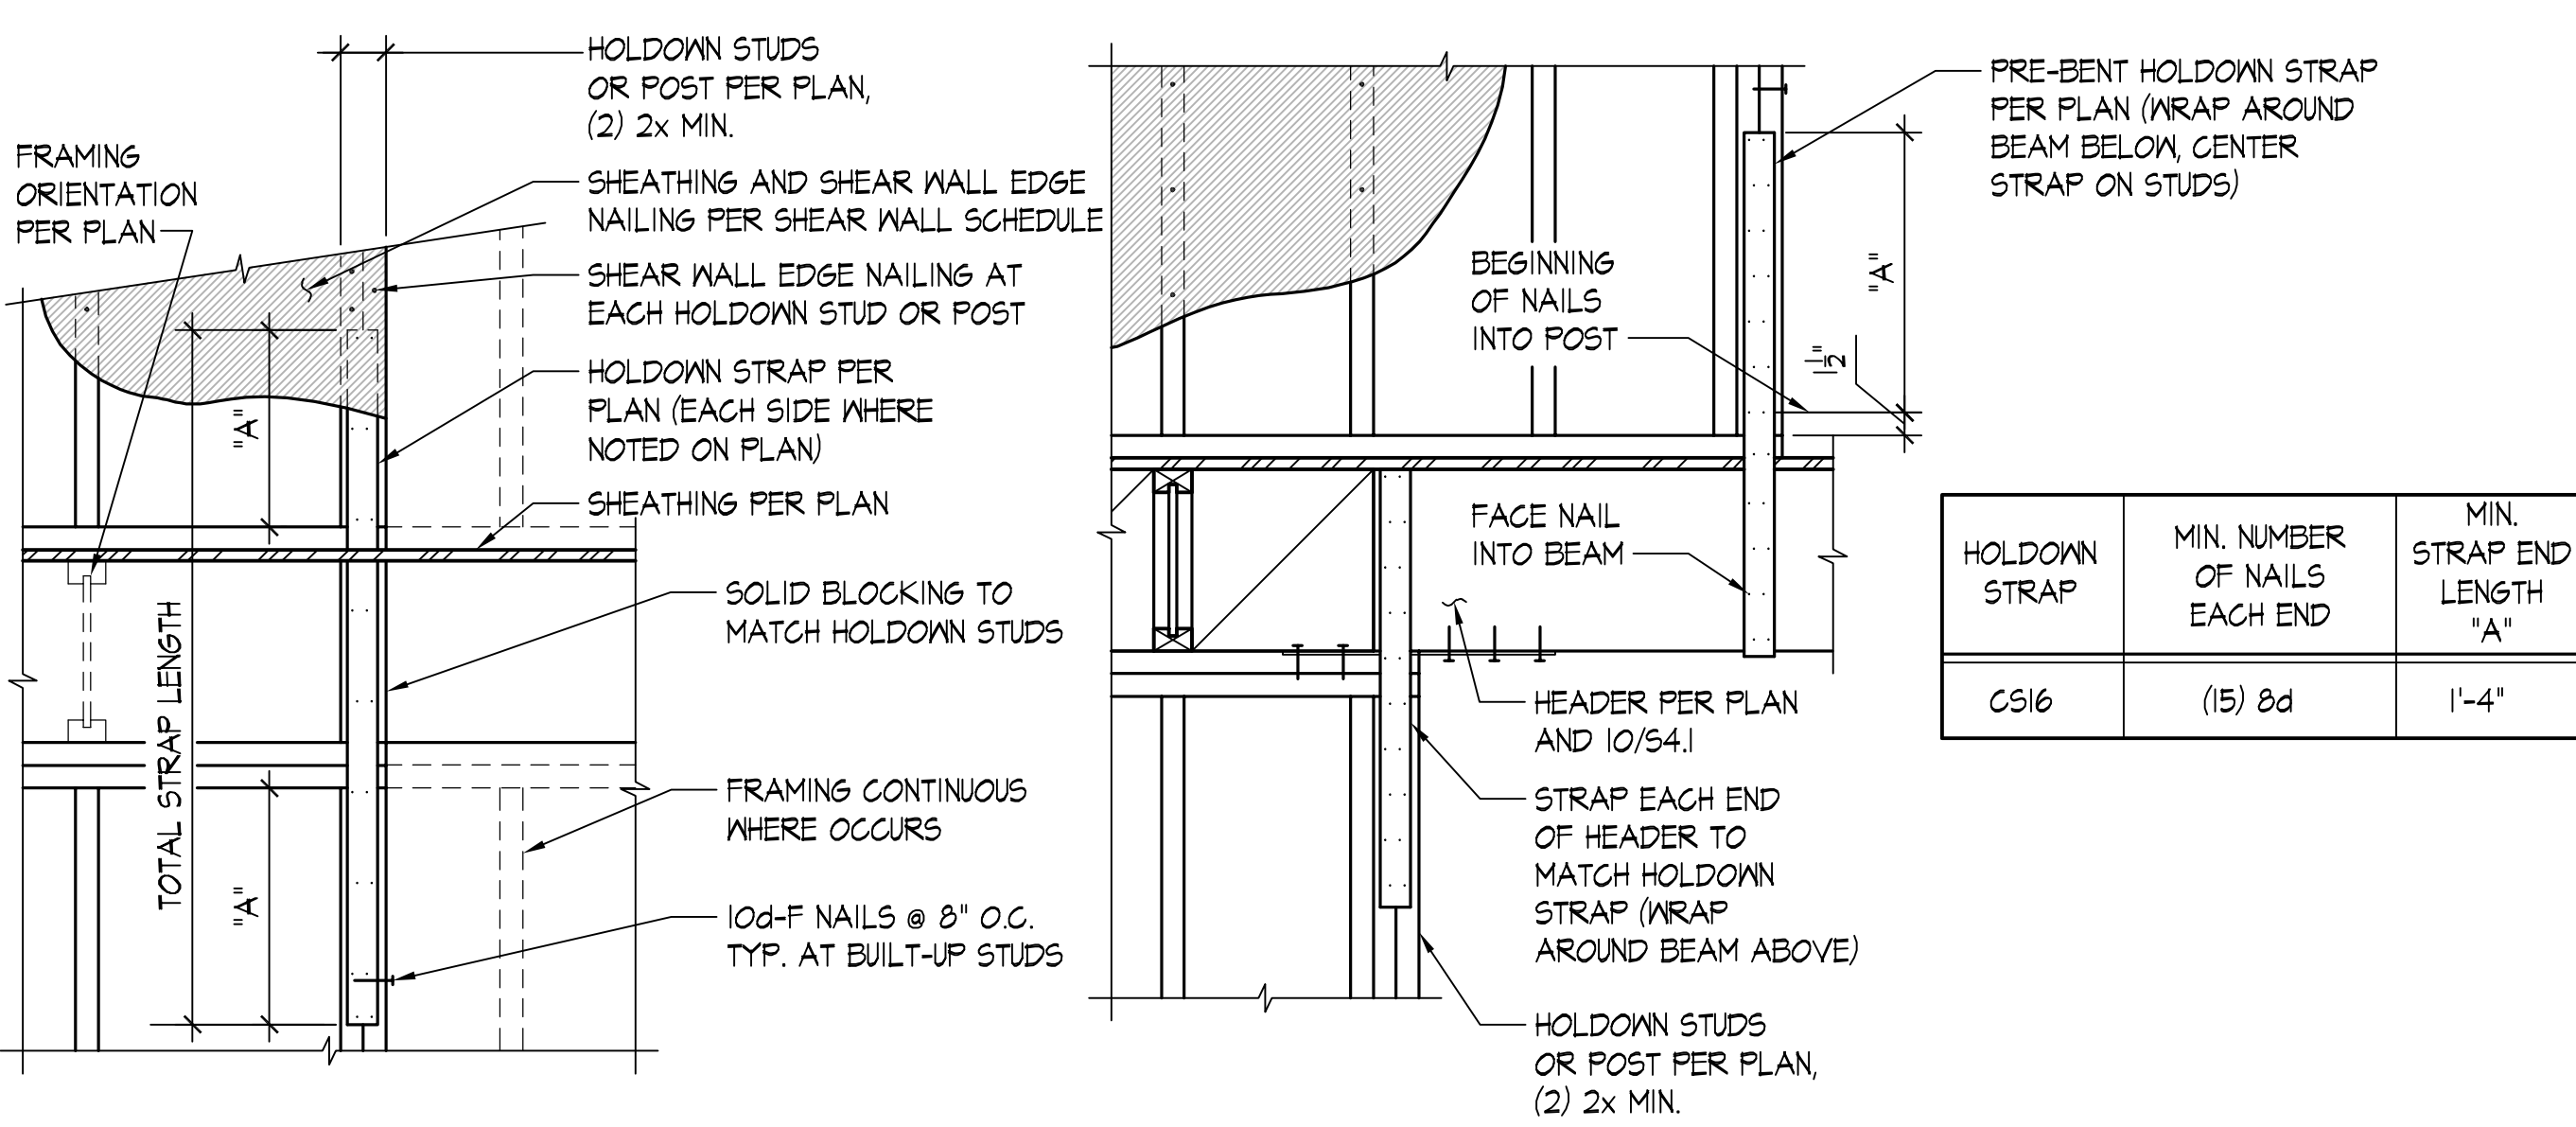 HOLDOWN STUDS
OR POST PER PLAN,
(2) 2x MIN.
FRAMING
ORIENTATION
PER PLAN
SHEATHING AND SHEAR WALL EDGE
NAILING PER SHEAR WALL SCHEDULE
SHEAR WALL EDGE NAILING AT
EACH HOLDOWN STUD OR POST
HOLDOWN STRAP PER
PLAN (EACH SIDE WHERE
NOTED ON PLAN)
"A"
SHEATHING PER PLAN
SOLID BLOCKING TO
MATCH HOLDOWN STUDS
TOTAL STRAP LENGTH
FRAMING CONTINUOUS
WHERE OCCURS
"A"
10d-F NAILS @ 8" O.C.
TYP. AT BUILT-UP STUDS
PRE-BENT HOLDOWN STRAP
PER PLAN (WRAP AROUND
BEAM BELOW, CENTER
STRAP ON STUDS)
"A"
BEGINNING
OF NAILS
INTO POST
1 1/2"
FACE NAIL
INTO BEAM
HEADER PER PLAN
AND 10/S4.1
STRAP EACH END
OF HEADER TO
MATCH HOLDOWN
STRAP (WRAP
AROUND BEAM ABOVE)
HOLDOWN STUDS
OR POST PER PLAN,
(2) 2x MIN.
HOLDOWN
STRAP
MIN. NUMBER
OF NAILS
EACH END
MIN.
STRAP END
LENGTH
"A"
CS16
(15) 8d
1'-4"